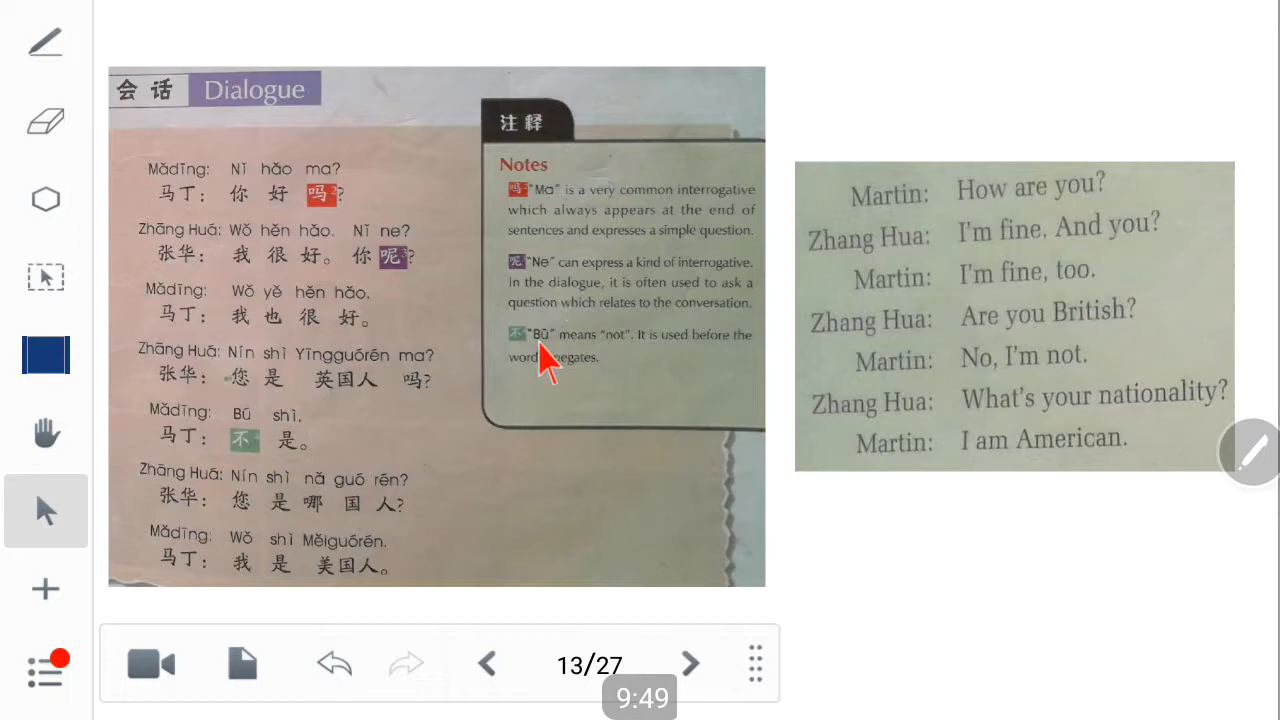 会 话 Dialogue
Mǎdīng: Nǐ hǎo ma?
马丁： 你 好 吗²?
Zhāng Huá: Wǒ hěn hǎo. Nǐ ne?
张华： 我 很 好。 你 呢³?
Mǎdīng: Wǒ yě hěn hǎo.
马丁： 我 也 很 好。
Zhāng Huá: Nín shì Yīngguórén ma?
张华： 您 是 英国人 吗?
Mǎdīng: Bú shì.
马丁： 不⁴ 是。
Zhāng Huá: Nín shì nǎ guó rén?
张华： 您 是 哪 国 人?
Mǎdīng: Wǒ shì Měiguórén.
马丁： 我 是 美国人。
注 释
Notes
吗² "Ma" is a very common interrogative
which always appears at the end of
sentences and expresses a simple question.
呢³ "Ne" can express a kind of interrogative.
In the dialogue, it is often used to ask a
question which relates to the conversation.
不⁴ "Bū" means "not". It is used before the
word negates.
Martin: How are you?
Zhang Hua: I'm fine. And you?
Martin: I'm fine, too.
Zhang Hua: Are you British?
Martin: No, I'm not.
Zhang Hua: What's your nationality?
Martin: I am American.
13/27
9:49